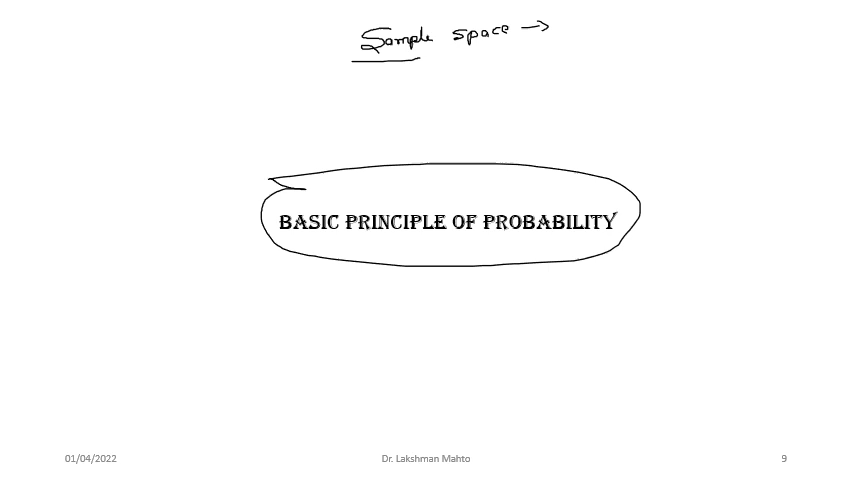 Sample space →
BASIC PRINCIPLE OF PROBABILITY
01/04/2022 Dr. Lakshman Mahto 9